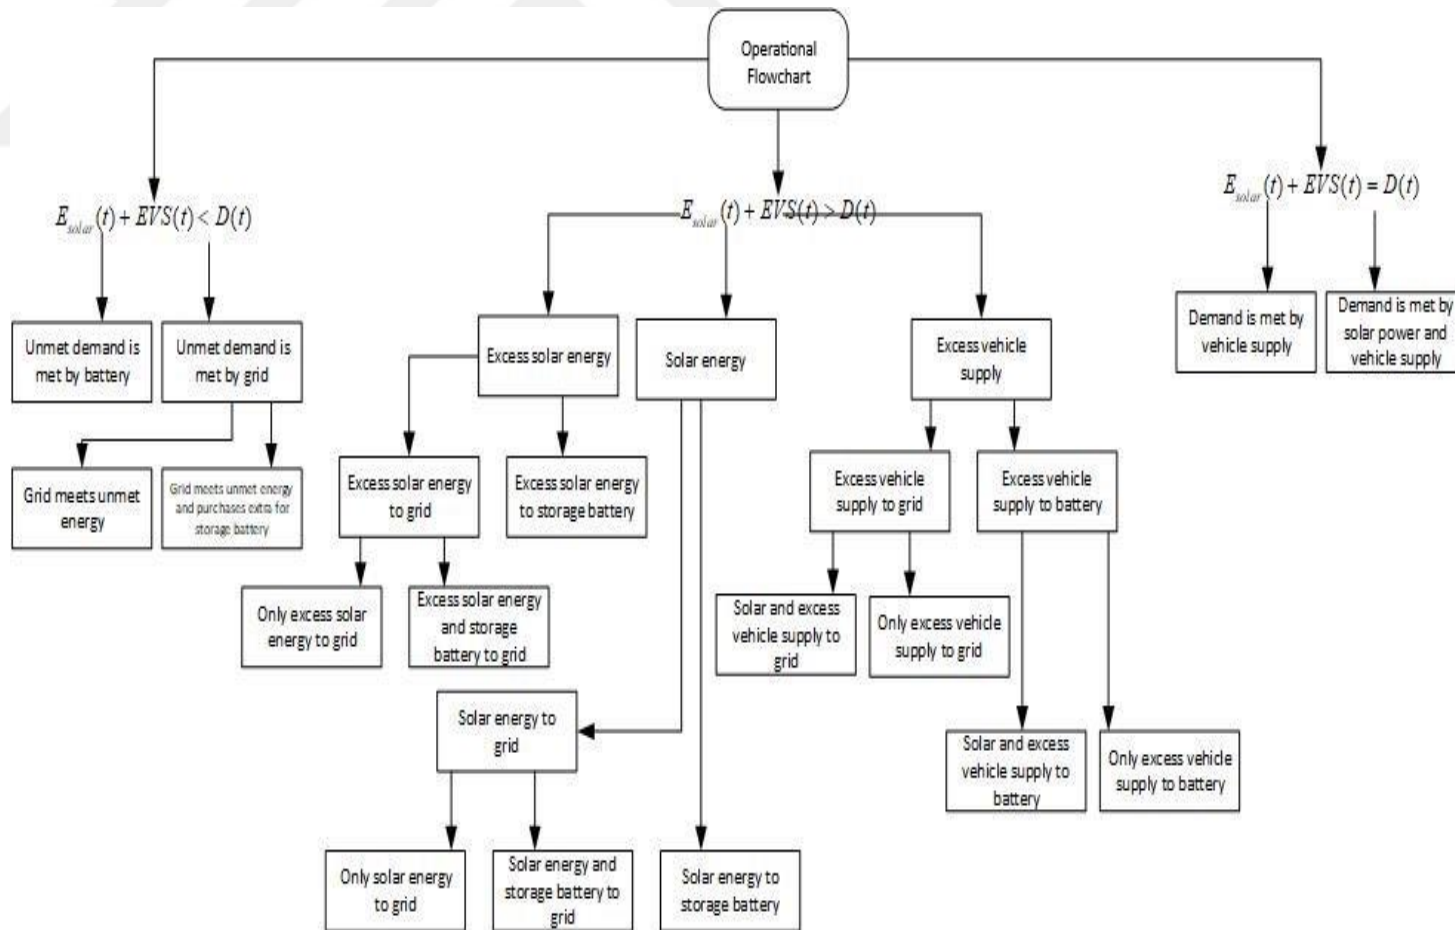 Operational
Flowchart
E_solar(t) + EVS(t) < D(t)
E_solar(t) + EVS(t) > D(t)
E_solar(t) + EVS(t) = D(t)
Unmet demand is
met by battery
Unmet demand is
met by grid
Excess solar energy
Solar energy
Excess vehicle
supply
Demand is met by
vehicle supply
Demand is met by
solar power and
vehicle supply
Grid meets unmet
energy
Grid meets unmet energy
and purchases extra for
storage battery
Excess solar energy
to grid
Excess solar energy
to storage battery
Excess vehicle
supply to grid
Excess vehicle
supply to battery
Only excess solar
energy to grid
Excess solar energy
and storage
battery to grid
Solar and excess
vehicle supply to
grid
Only excess vehicle
supply to grid
Solar energy to
grid
Solar and excess
vehicle supply to
battery
Only excess vehicle
supply to battery
Only solar energy
to grid
Solar energy and
storage battery to
grid
Solar energy to
storage battery